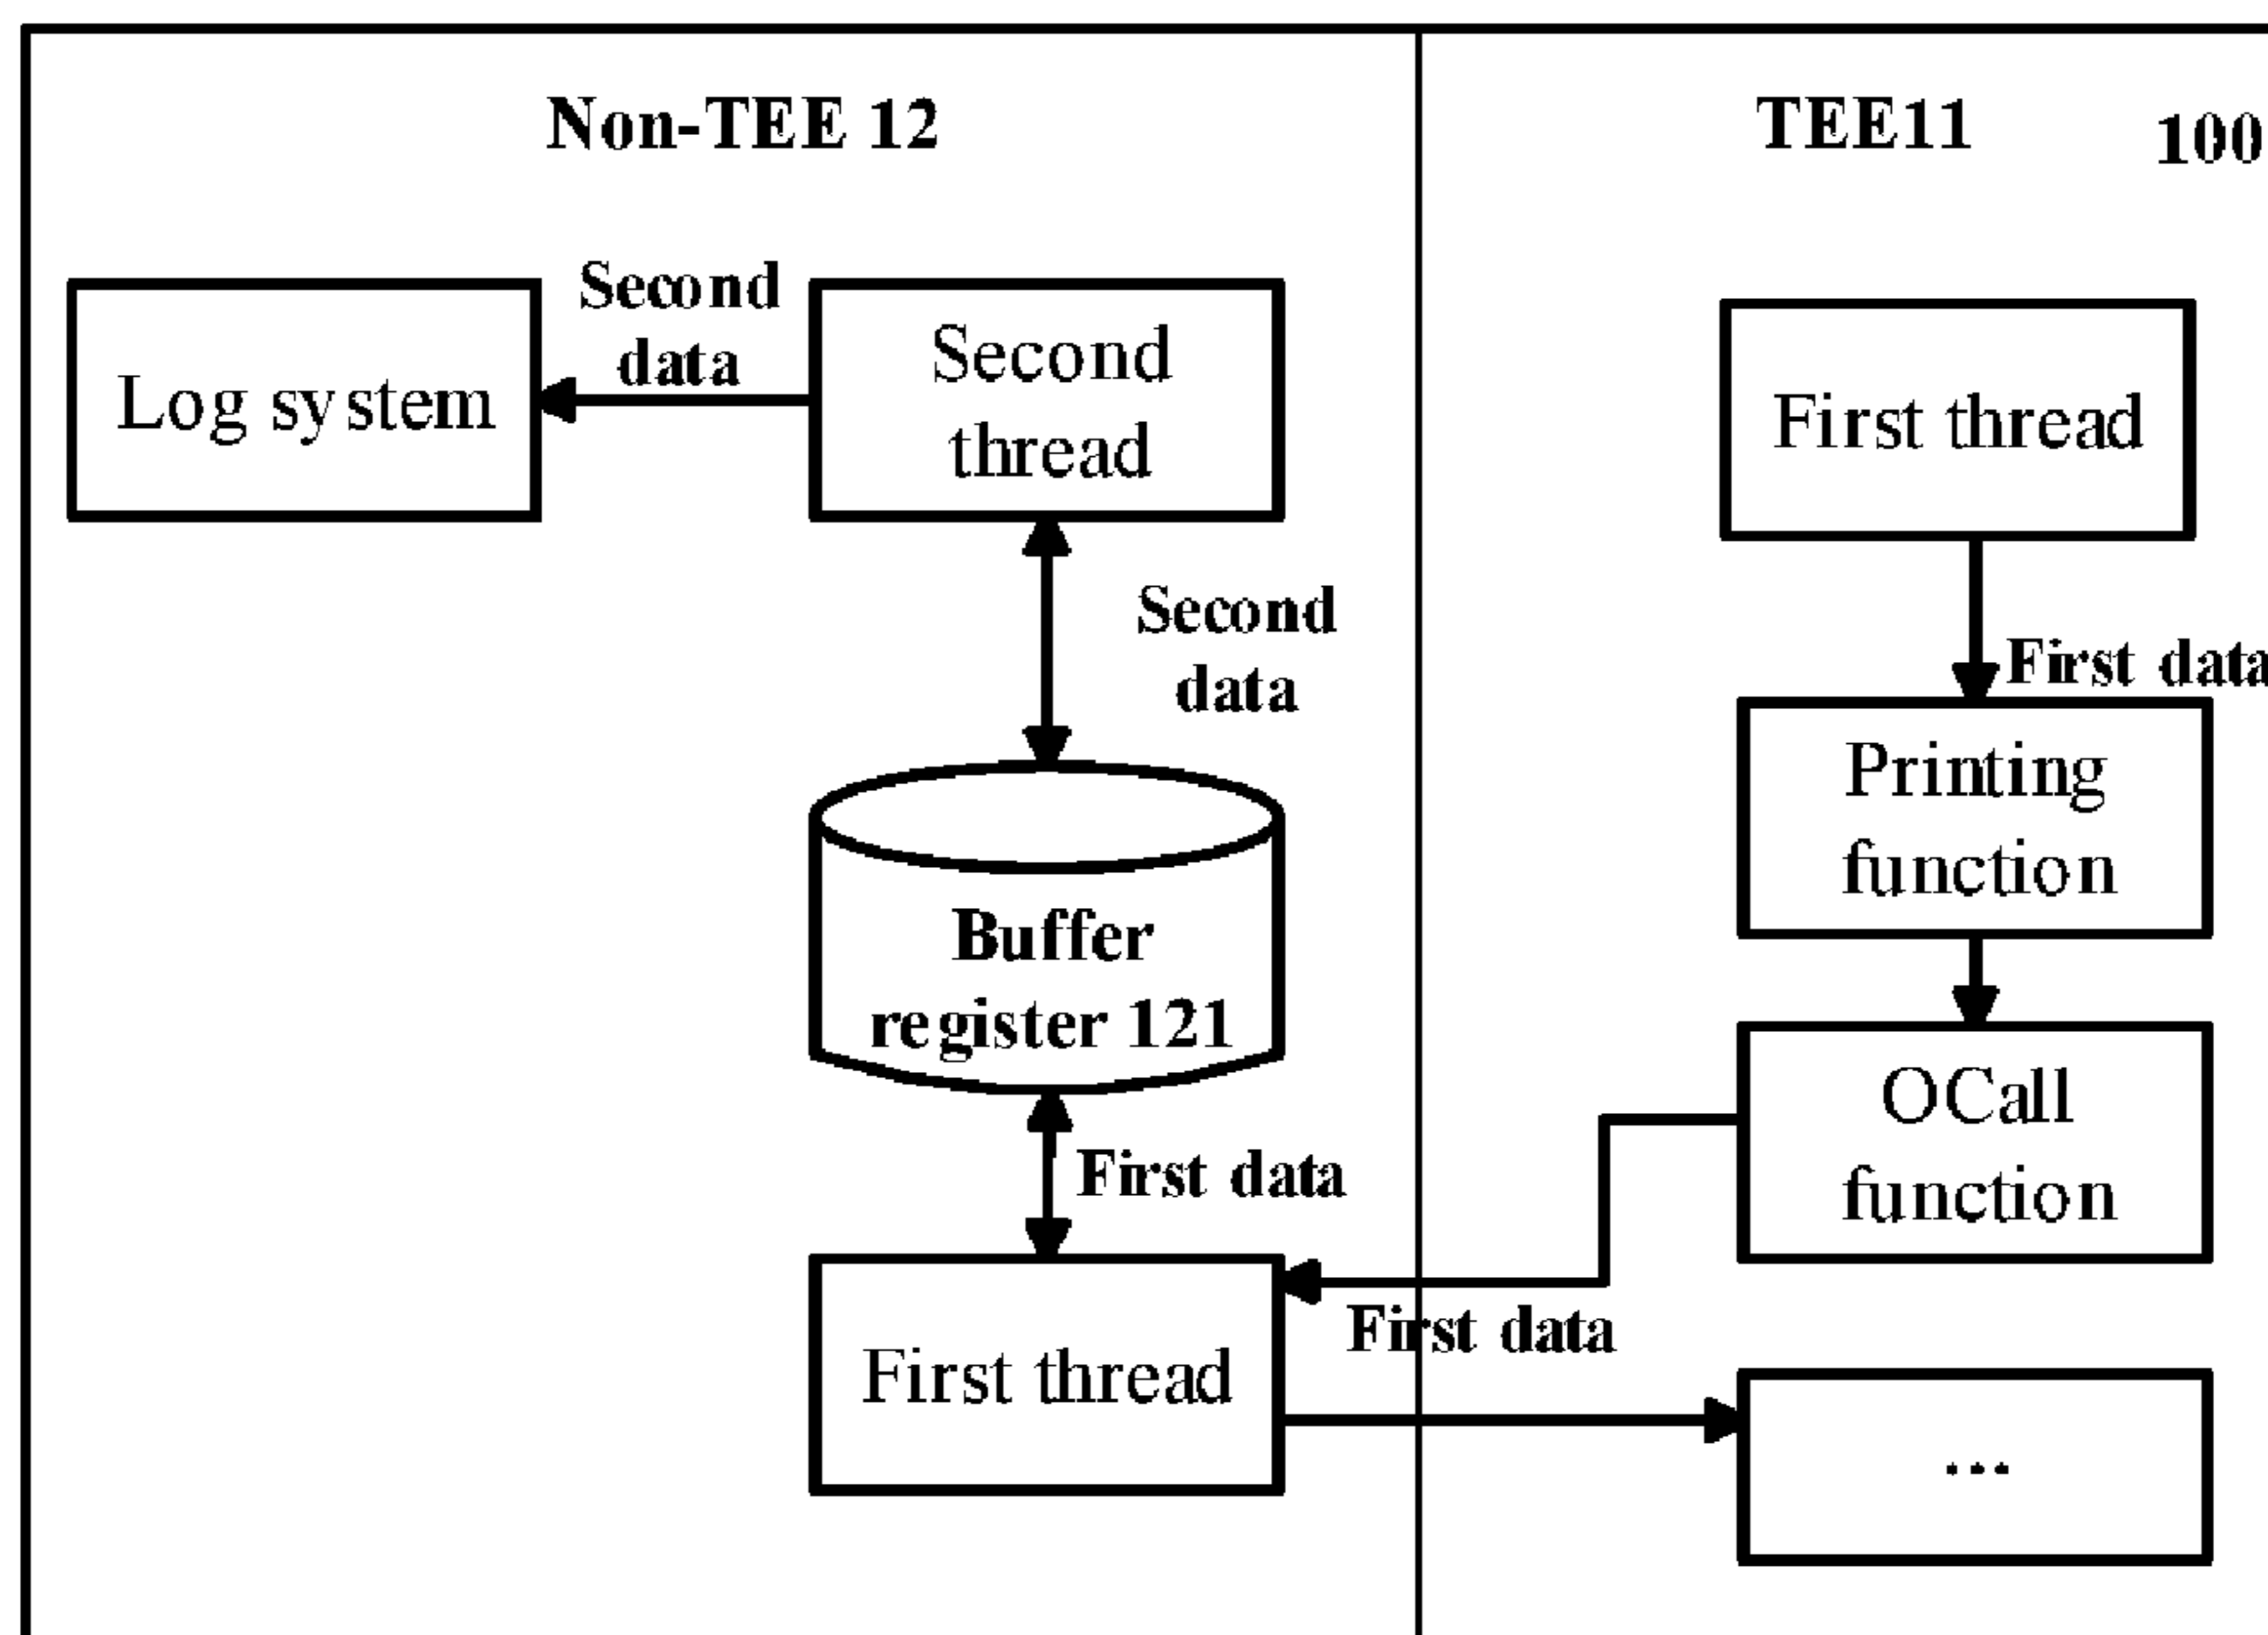 Non-TEE 12
TEE11
100
Log system
Second
data
Second
thread
Second
data
Buffer
register 121
First data
First thread
First thread
First data
Printing
function
OCall
function
First data
...